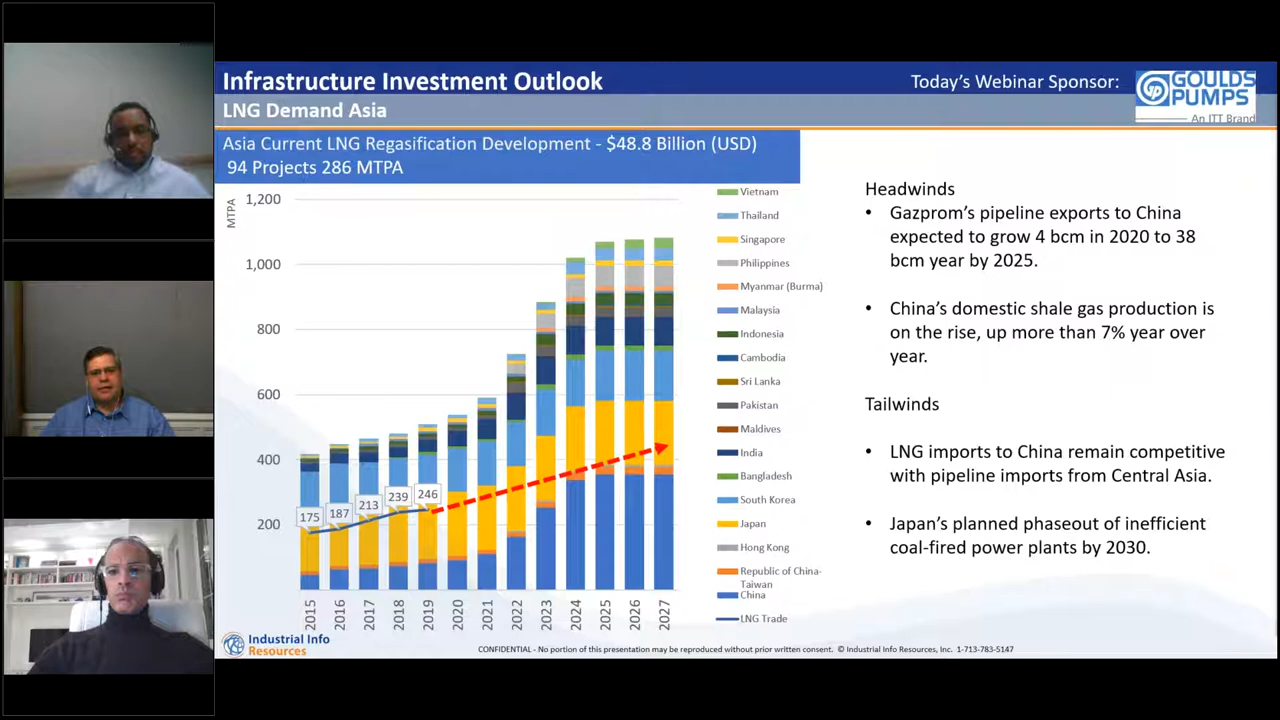 Infrastructure Investment Outlook
Today's Webinar Sponsor:
GOULDS
PUMPS
An ITT Brand
LNG Demand Asia
Asia Current LNG Regasification Development - $48.8 Billion (USD)
94 Projects 286 MTPA
MTPA
1,200
1,000
800
600
400
200
175
187
213
239
246
2015
2016
2017
2018
2019
2020
2021
2022
2023
2024
2025
2026
2027
Vietnam
Thailand
Singapore
Philippines
Myanmar (Burma)
Malaysia
Indonesia
Cambodia
Sri Lanka
Pakistan
Maldives
India
Bangladesh
South Korea
Japan
Hong Kong
Republic of China-
Taiwan
China
LNG Trade
Headwinds
• Gazprom's pipeline exports to China
expected to grow 4 bcm in 2020 to 38
bcm year by 2025.
• China's domestic shale gas production is
on the rise, up more than 7% year over
year.
Tailwinds
• LNG imports to China remain competitive
with pipeline imports from Central Asia.
• Japan's planned phaseout of inefficient
coal-fired power plants by 2030.
Industrial Info
Resources
CONFIDENTIAL - No portion of this presentation may be reproduced without prior written consent. © Industrial Info Resources, Inc. 1-713-783-5147